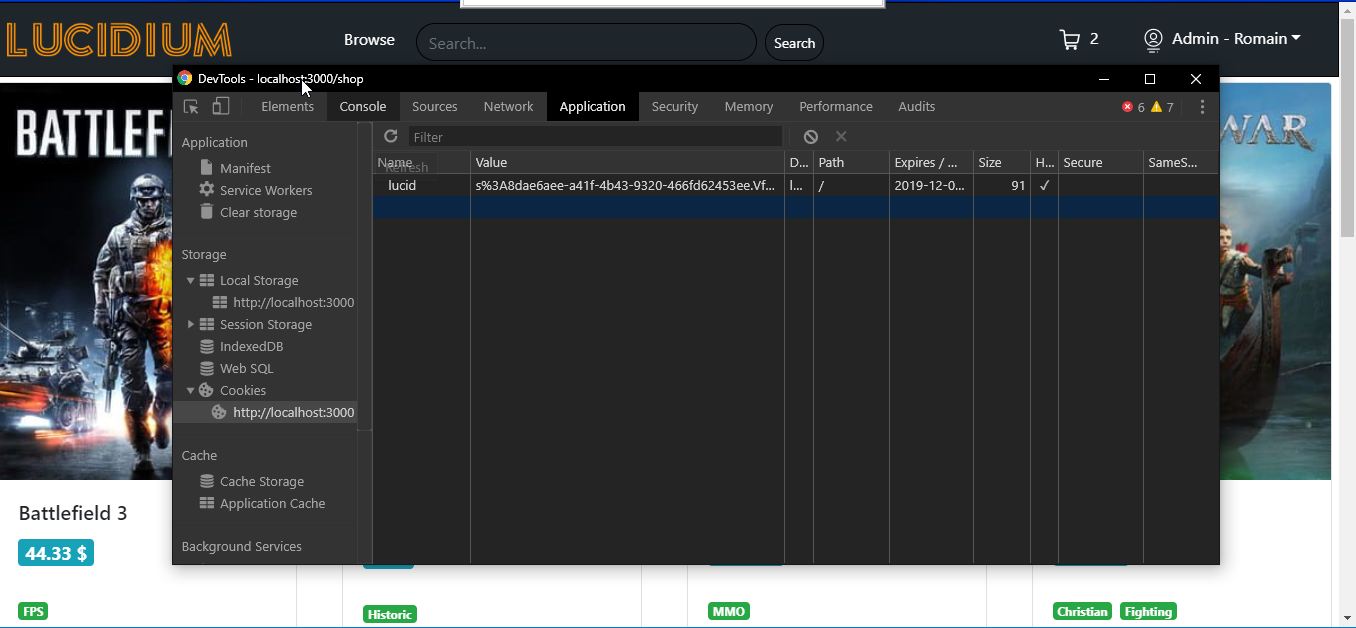 LUCIDIUM
Browse
Search...
Search
2
Admin - Romain
DevTools - localhost:3000/shop
Elements
Console
Sources
Network
Application
Security
Memory
Performance
Audits
6
7
Application
Manifest
Service Workers
Clear storage
Storage
Local Storage
http://localhost:3000
Session Storage
IndexedDB
Web SQL
Cookies
http://localhost:3000
Cache
Cache Storage
Application Cache
Background Services
Filter
Refresh
Name
Value
D...
Path
Expires / ...
Size
H...
Secure
SameS...
lucid
s%3A8dae6aee-a41f-4b43-9320-466fd62453ee.Vf...
l...
/
2019-12-0...
91
✓
BATTLEF
WAR
Battlefield 3
44.33 $
FPS
Historic
MMO
Christian
Fighting